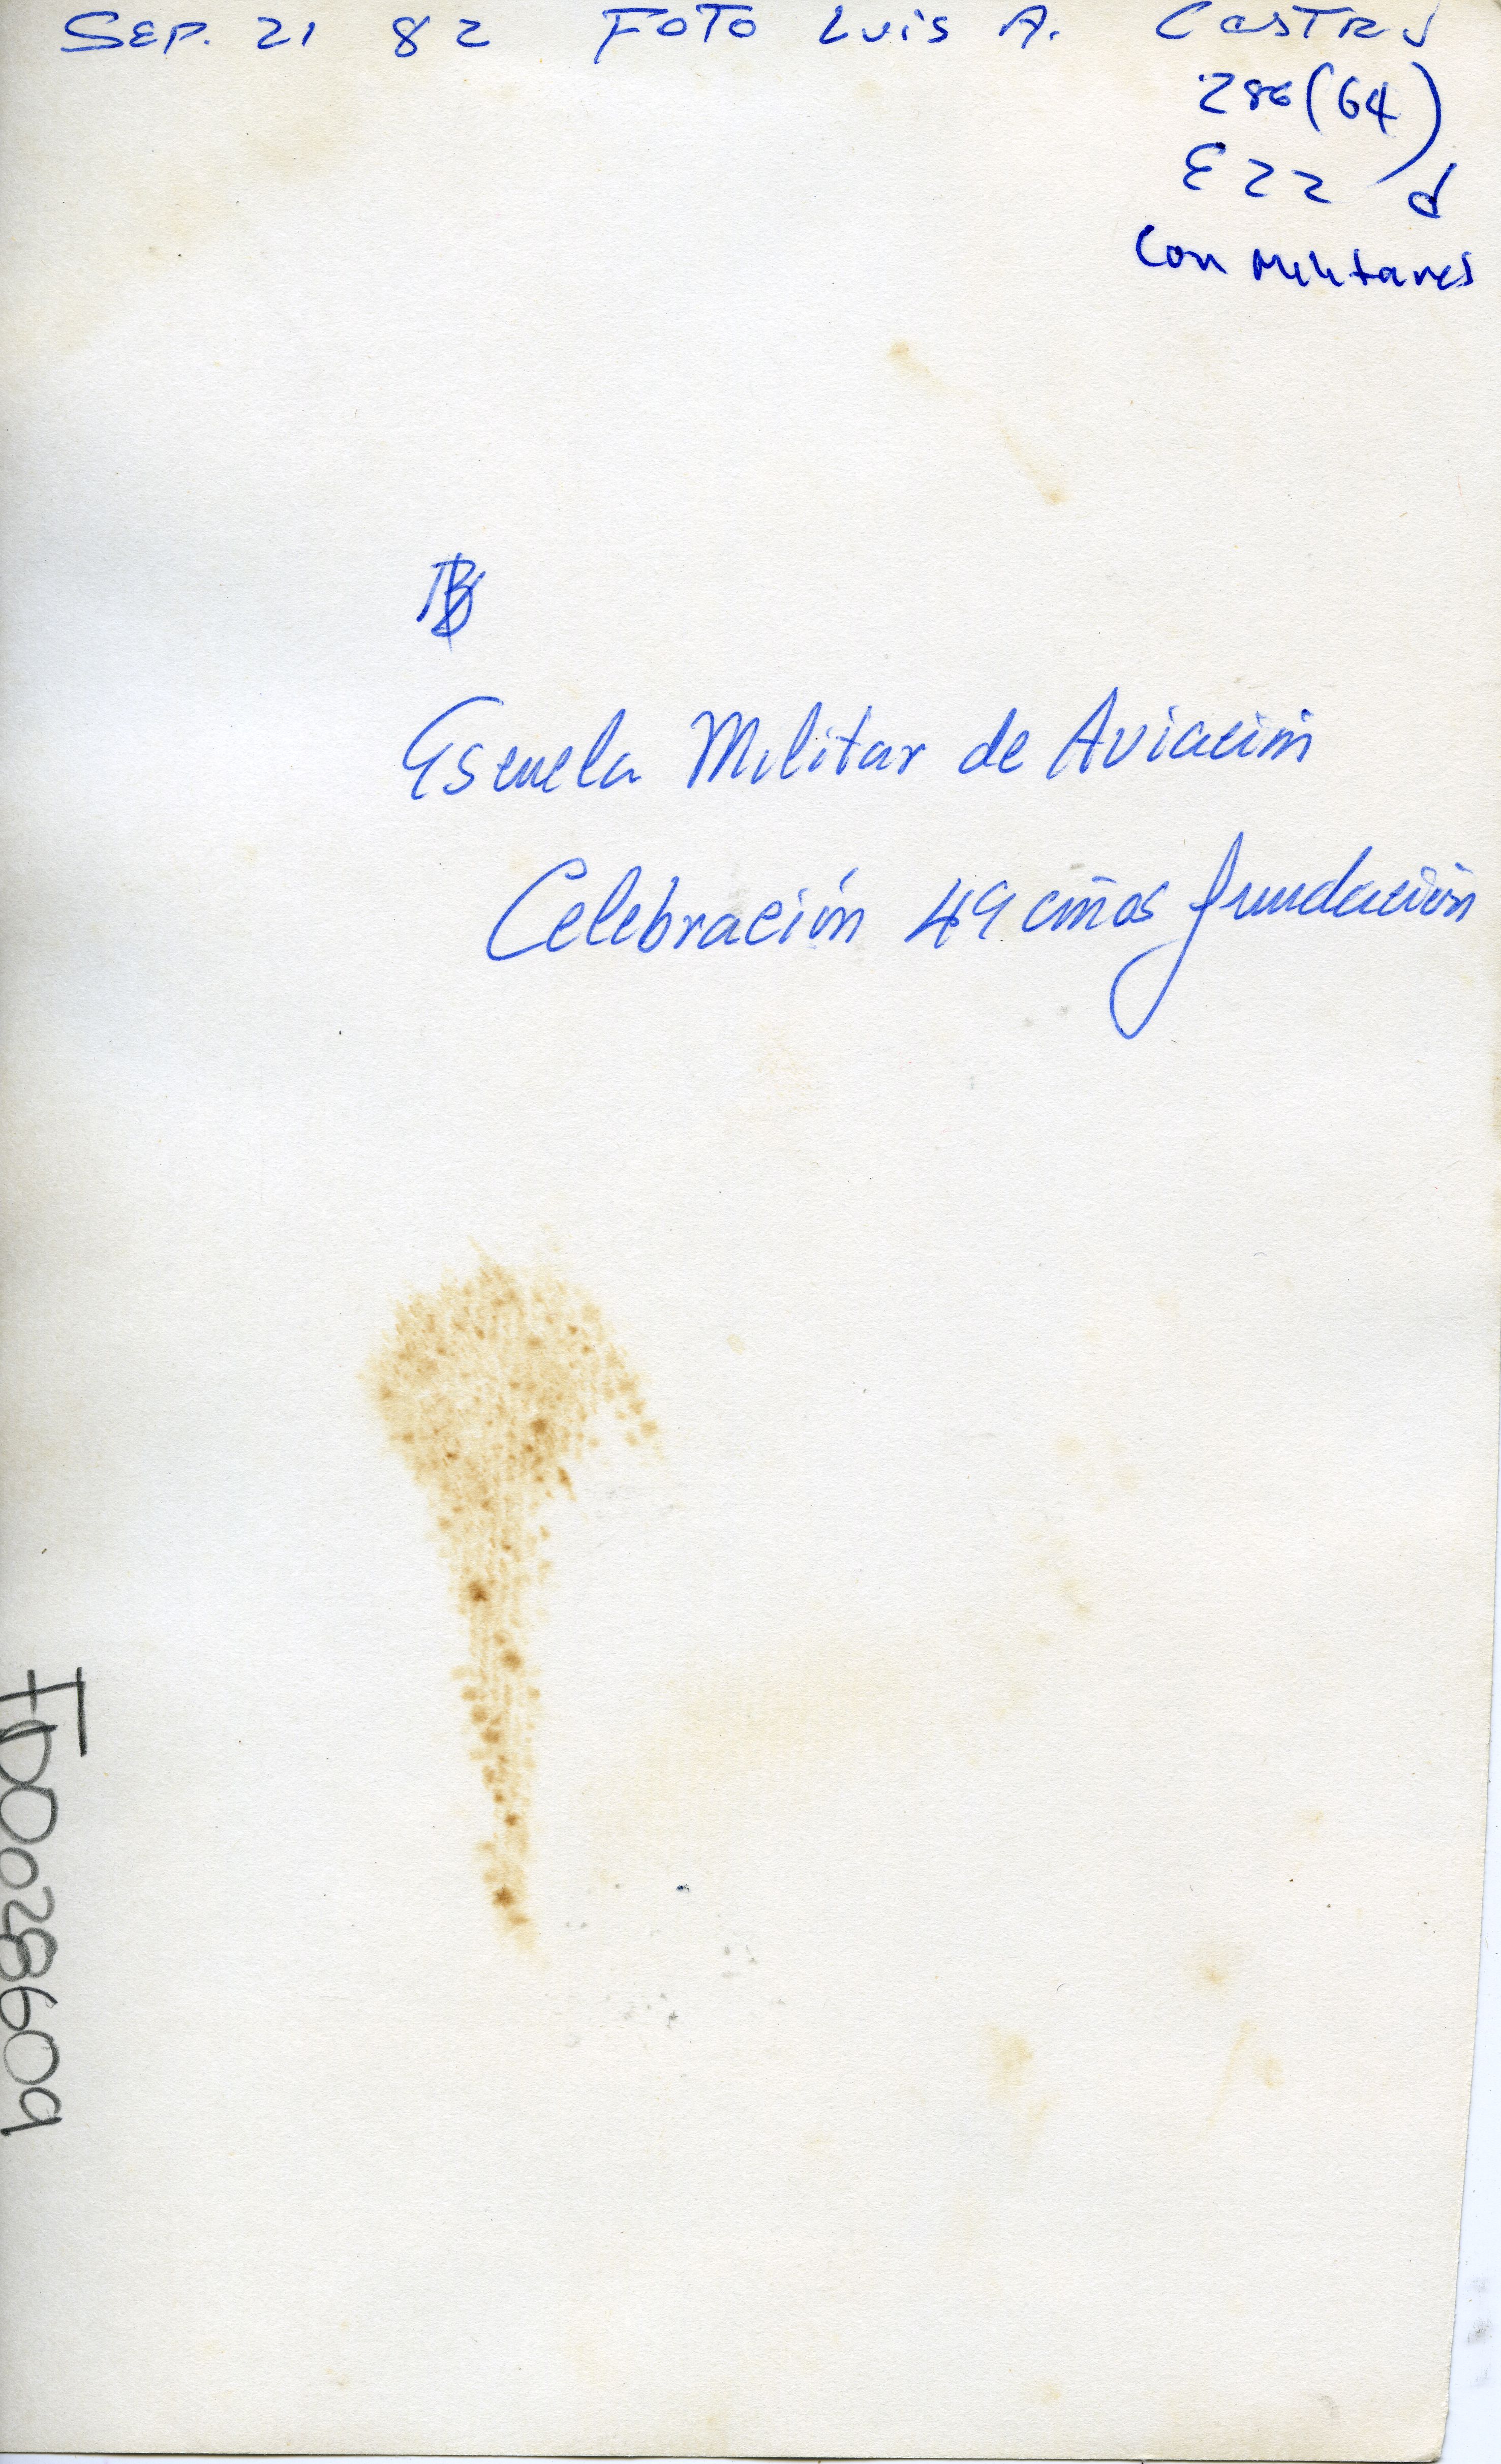 SEP. 21 82 FOTO LUIS A. CASTRO
286(64)
E22 d
Con Militares
Escuela Militar de Aviación
Celebración 49 años fundación
FD0028609